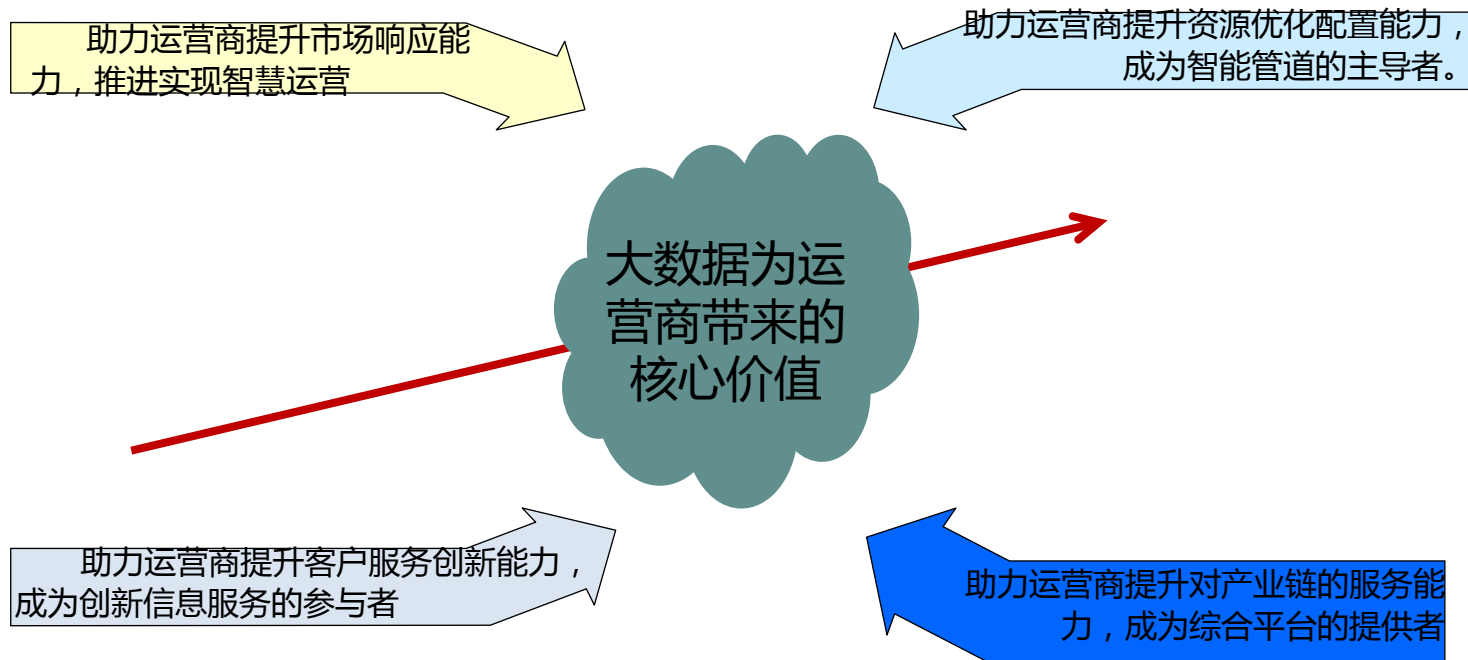 助力运营商提升市场响应能
力，推进实现智慧运营
助力运营商提升资源优化配置能力，
成为智能管道的主导者。
大数据为运
营商带来的
核心价值
助力运营商提升客户服务创新能力，
成为创新信息服务的参与者
助力运营商提升对产业链的服务能
力，成为综合平台的提供者